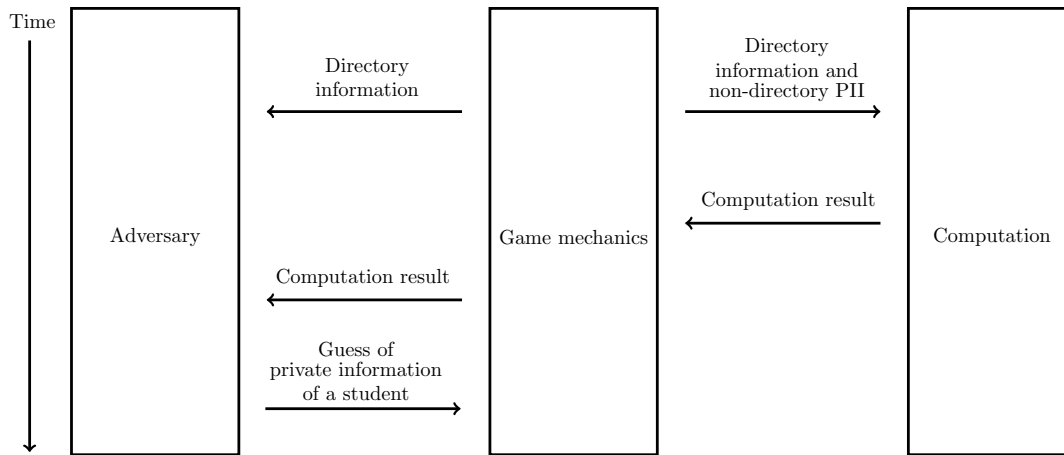 Time
Directory
information
Directory
information and
non-directory PII
Computation result
Adversary
Game mechanics
Computation
Computation result
Guess of
private information
of a student